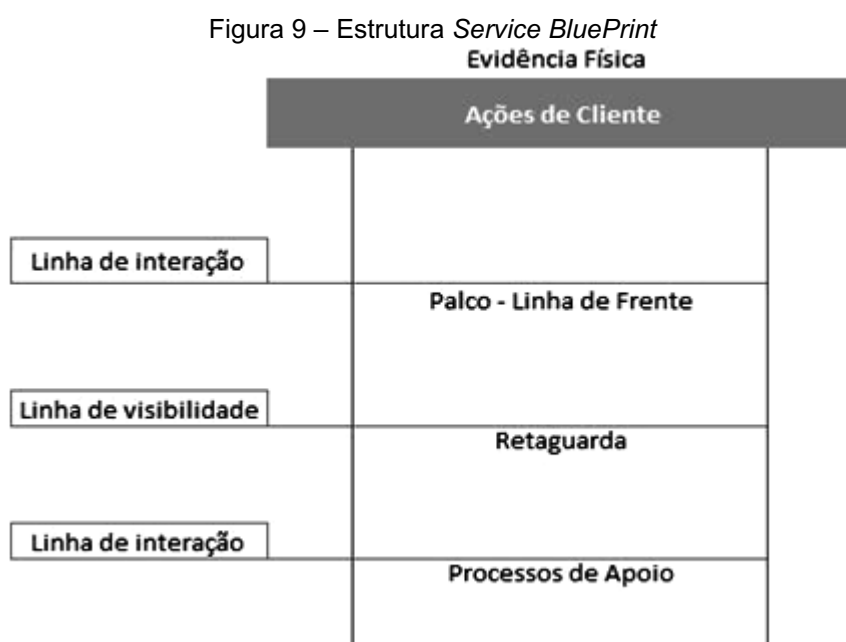 Figura 9 – Estrutura Service BluePrint
Evidência Física
Ações de Cliente
Linha de interação
Palco - Linha de Frente
Linha de visibilidade
Retaguarda
Linha de interação
Processos de Apoio